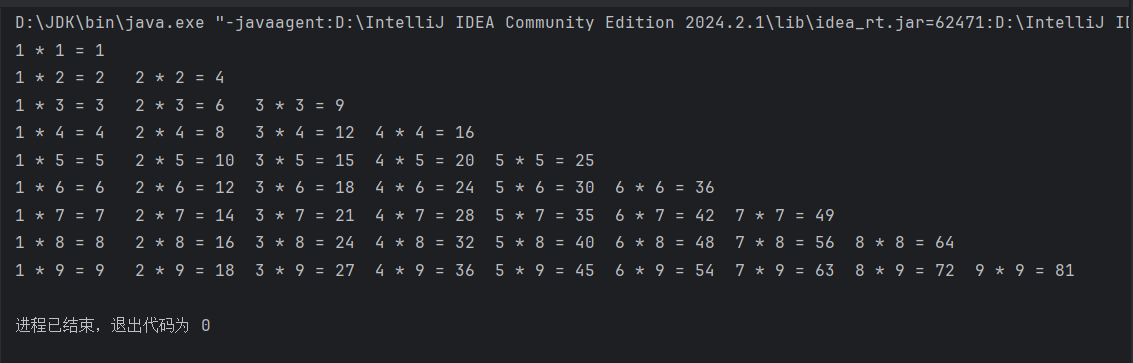 D:\JDK\bin\java.exe "-javaagent:D:\IntelliJ IDEA Community Edition 2024.2.1\lib\idea_rt.jar=62471:D:\IntelliJ ID
1 * 1 = 1
1 * 2 = 2   2 * 2 = 4
1 * 3 = 3   2 * 3 = 6   3 * 3 = 9
1 * 4 = 4   2 * 4 = 8   3 * 4 = 12  4 * 4 = 16
1 * 5 = 5   2 * 5 = 10  3 * 5 = 15  4 * 5 = 20  5 * 5 = 25
1 * 6 = 6   2 * 6 = 12  3 * 6 = 18  4 * 6 = 24  5 * 6 = 30  6 * 6 = 36
1 * 7 = 7   2 * 7 = 14  3 * 7 = 21  4 * 7 = 28  5 * 7 = 35  6 * 7 = 42  7 * 7 = 49
1 * 8 = 8   2 * 8 = 16  3 * 8 = 24  4 * 8 = 32  5 * 8 = 40  6 * 8 = 48  7 * 8 = 56  8 * 8 = 64
1 * 9 = 9   2 * 9 = 18  3 * 9 = 27  4 * 9 = 36  5 * 9 = 45  6 * 9 = 54  7 * 9 = 63  8 * 9 = 72  9 * 9 = 81
进程已结束，退出代码为 0